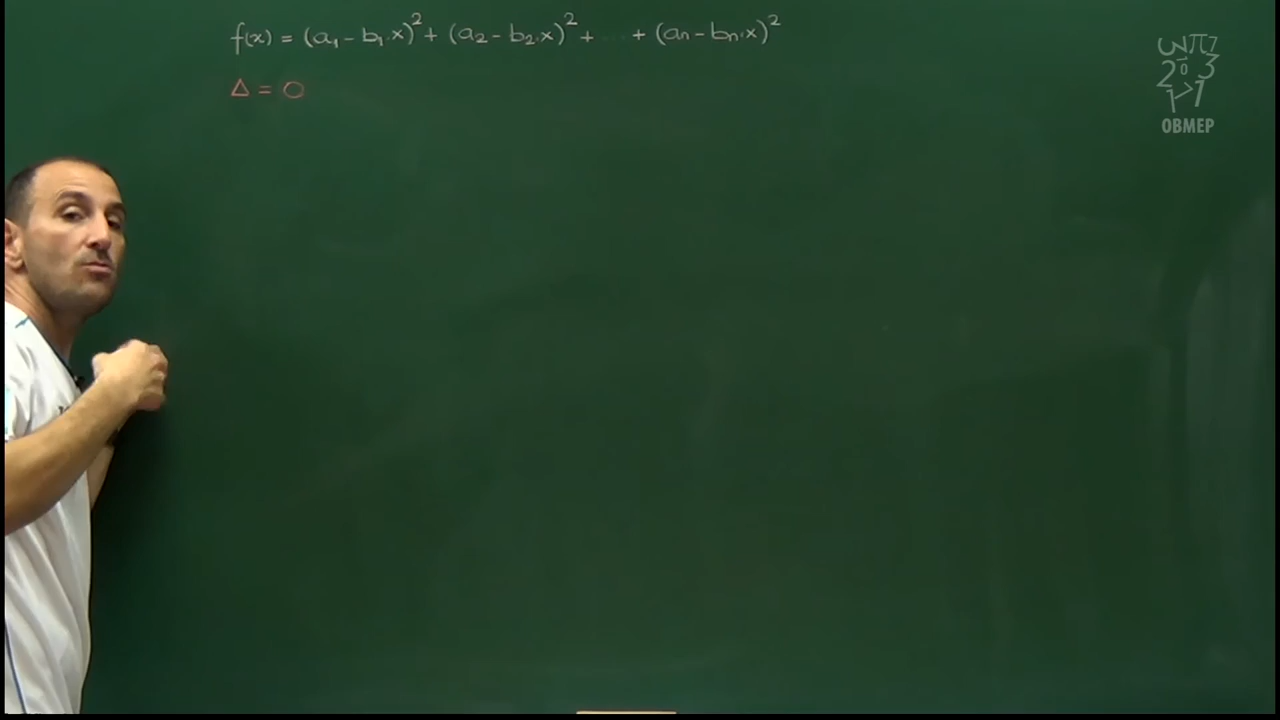 f(x) = (a₁ - b₁.x)² + (a₂ - b₂.x)² + ... + (aₙ - bₙ.x)²
Δ = 0
OBMEP